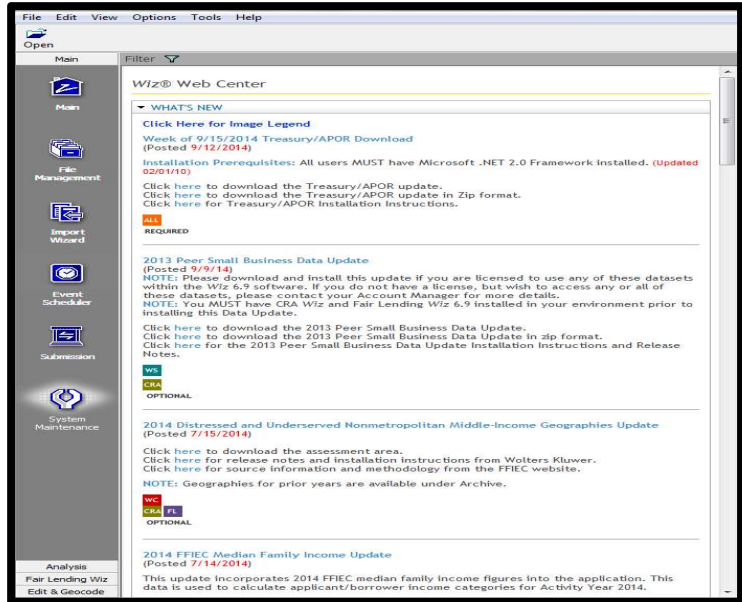 File Edit View Options Tools Help
Open
Main
Filter
Main
File
Management
Import
Wizard
Event
Scheduler
Submission
System
Maintenance
Analysis
Fair Lending Wiz
Edit & Geocode
Wiz® Web Center
WHAT'S NEW
Click Here for Image Legend
Week of 9/15/2014 Treasury/APOR Download
(Posted 9/12/2014)
Installation Prerequisites: All users MUST have Microsoft .NET 2.0 Framework installed. (Updated
02/01/10)
Click here to download the Treasury/APOR update.
Click here to download the Treasury/APOR update in Zip format.
Click here for Treasury/APOR Installation Instructions.
ALL
REQUIRED
2013 Peer Small Business Data Update
(Posted 9/9/14)
NOTE: Please download and install this update if you are licensed to use any of these datasets
within the Wiz 6.9 software. If you do not have a license, but wish to access any or all of
these datasets, please contact your Account Manager for more details.
NOTE: You MUST have CRA Wiz and Fair Lending Wiz 6.9 installed in your environment prior to
installing this Data Update.
Click here to download the 2013 Peer Small Business Data Update.
Click here to download the 2013 Peer Small Business Data Update in zip format.
Click here for the 2013 Peer Small Business Data Update Installation Instructions and Release
Notes.
WS
CRA
OPTIONAL
2014 Distressed and Underserved Nonmetropolitan Middle-Income Geographies Update
(Posted 7/15/2014)
Click here to download the assessment area.
Click here for release notes and installation instructions from Wolters Kluwer.
Click here for source information and methodology from the FFIEC website.
NOTE: Geographies for prior years are available under Archive.
WC
CRA FL
OPTIONAL
2014 FFIEC Median Family Income Update
(Posted 7/14/2014)
This update incorporates 2014 FFIEC median family income figures into the application. This
data is used to calculate applicant/borrower income categories for Activity Year 2014.